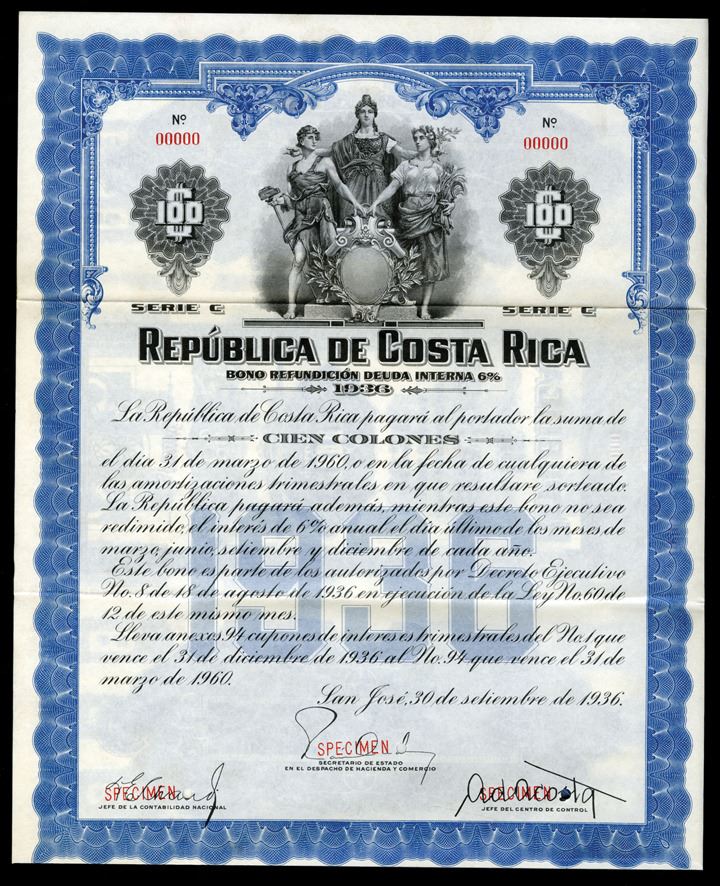 Nº
00000
Nº
00000
$100
$100
SERIE C
SERIE C
REPÚBLICA DE COSTA RICA
BONO REFUNDICIÓN DEUDA INTERNA 6%
1936
La República de Costa Rica pagará al portador la suma de
CIEN COLONES
el día 31 de marzo de 1960, o en la fecha de cualquiera de
las amortizaciones trimestrales en que resultare sorteado.
La República pagará además, mientras este bono no sea
redimido, el interés de 6% anual el día último de los meses de
marzo, junio, setiembre y diciembre de cada año.
Este bono es parte de los autorizados por Decreto Ejecutivo
No. 8 de 18 de agosto de 1936 en ejecución de la Ley No. 60 de
12 de este mismo mes.
Lleva anexes 94 cupones de intereses trimestrales del No. 1 que
vence el 31 de diciembre de 1936 al No. 94 que vence el 31 de
marzo de 1960.
1936
San José, 30 de setiembre de 1936.
SPECIMEN
SECRETARIO DE ESTADO
EN EL DESPACHO DE HACIENDA Y COMERCIO
SPECIMEN
JEFE DE LA CONTABILIDAD NACIONAL
SPECIMEN
JEFE DEL CENTRO DE CONTROL